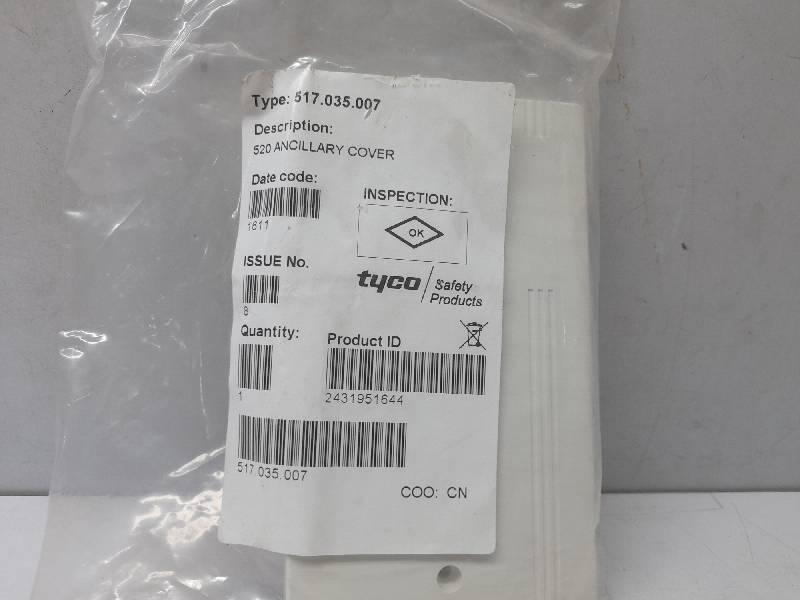 Type: 517.035.007
Description:
520 ANCILLARY COVER
Date code:
1611
INSPECTION:
OK
ISSUE No.
8
tyco / Safety
Products
Quantity:
1
Product ID
2431951644
517.035.007
COO: CN